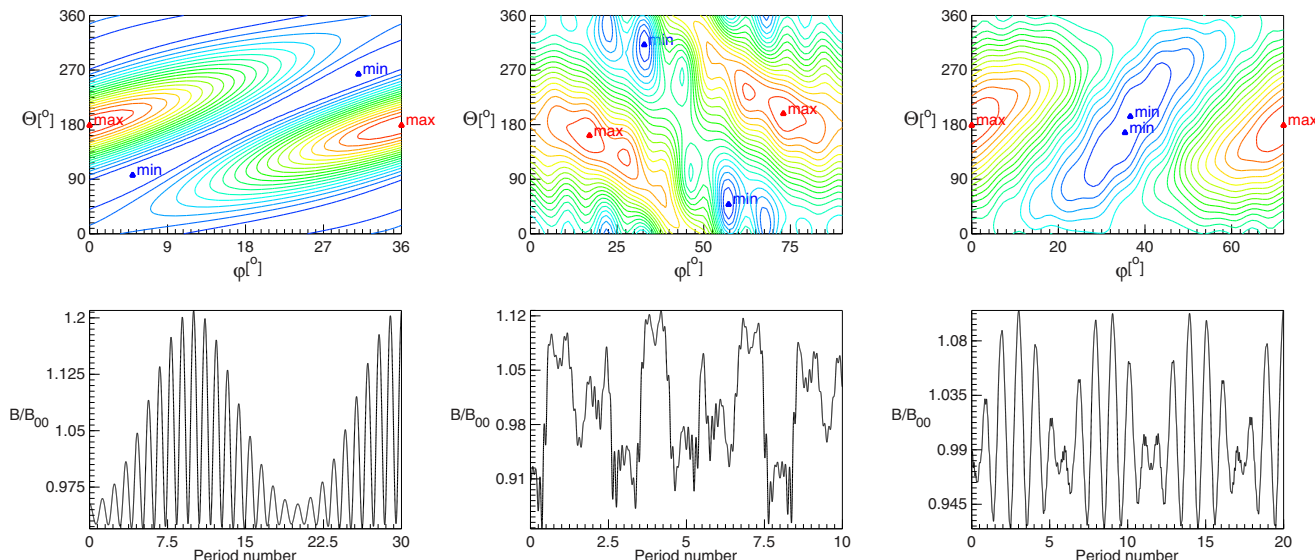 360
270
Θ[o]
180
90
0
max
max
min
min
0 9 18 27 36
φ[o]
360
270
Θ[o]
180
90
0
min
max
max
min
0 25 50 75
φ[o]
360
270
Θ[o]
180
90
0
max
min
min
max
0 20 40 60
φ[o]
1.2
1.125
B/B00
1.05
0.975
0 7.5 15 22.5 30
Period number
1.12
1.05
B/B00
0.98
0.91
0 2.5 5 7.5 10
Period number
1.08
1.035
B/B00
0.99
0.945
0 5 10 15 20
Period number